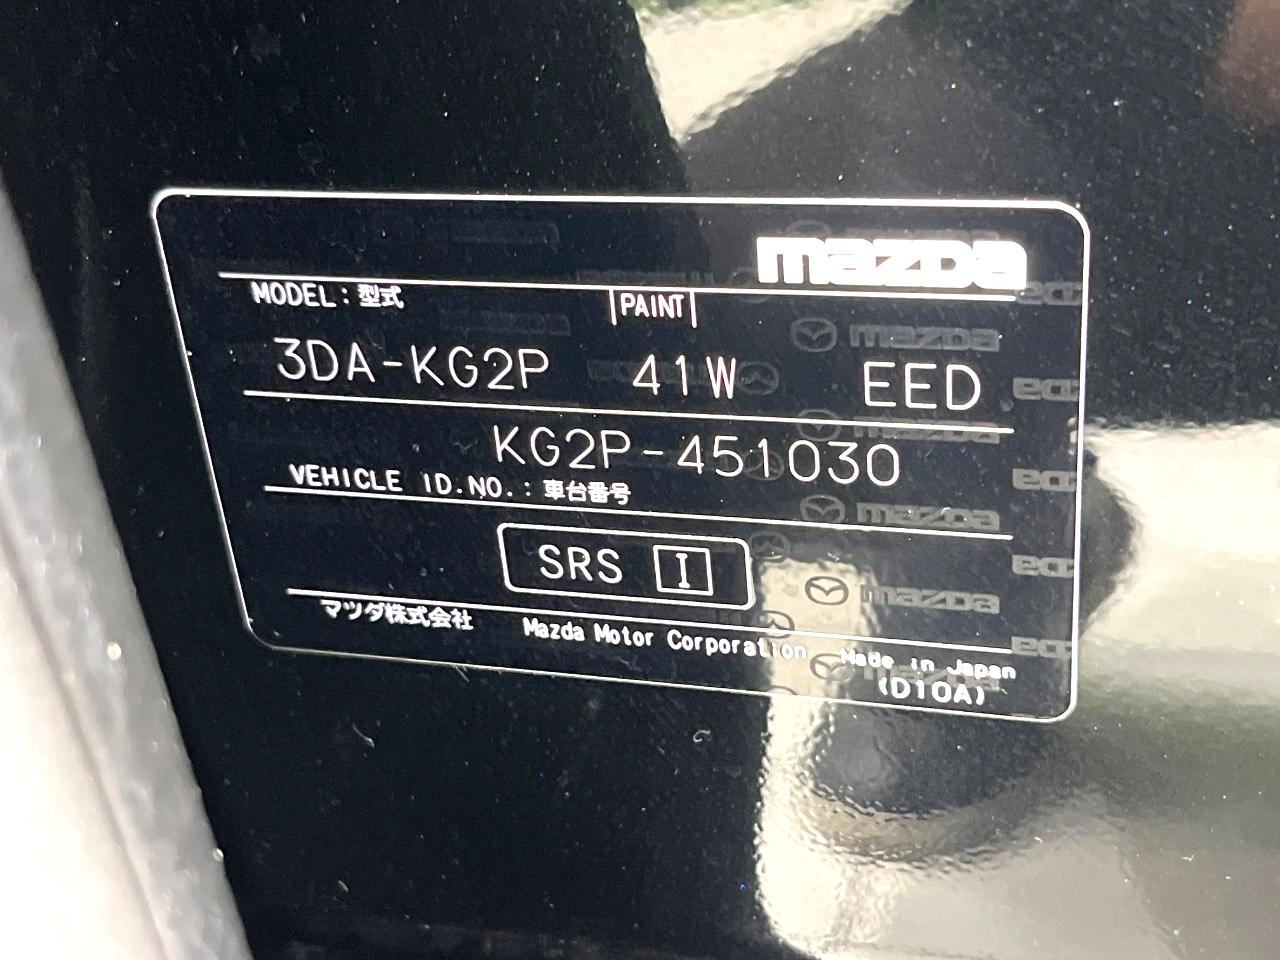 mazda
MODEL:型式 PAINT
3DA-KG2P 41W EED
KG2P-451030
VEHICLE ID.NO.:車台番号
SRS I
マツダ株式会社 Mazda Motor Corporation Made in Japan
(D10A)